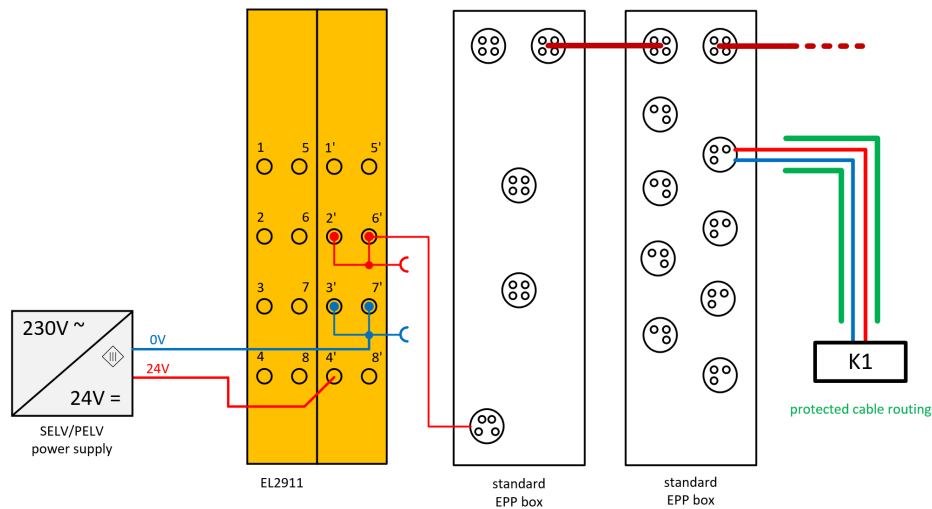 1 5 1' 5'
2 6 2' 6'
3 7 3' 7'
4 8 4' 8'
230V ~
III
24V =
0V
24V
SELV/PELV
power supply
EL2911
standard
EPP box
standard
EPP box
K1
protected cable routing